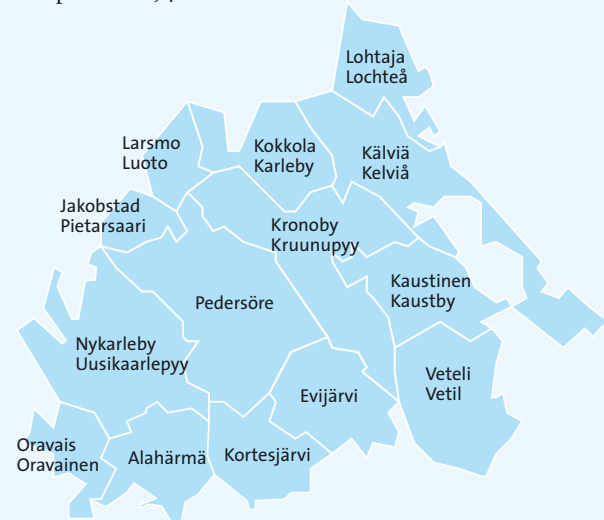 Lohtaja
Lochteå
Larsmo
Luoto
Kokkola
Karleby
Kälviä
Kelviå
Jakobstad
Pietarsaari
Kronoby
Kruunupyy
Kaustinen
Kaustby
Pedersöre
Nykarleby
Uusikaarlepyy
Veteli
Vetil
Evijärvi
Oravais
Oravainen
Alahärmä
Kortesjärvi